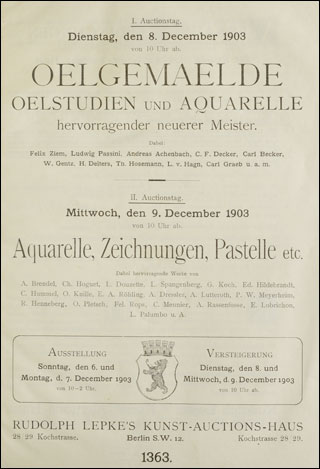 I. Auctionstag.
Dienstag, den 8. December 1903
von 10 Uhr ab.
OELGEMAELDE
OELSTUDIEN UND AQUARELLE
hervorragender neuerer Meister.
Dabei:
Felix Ziem, Ludwig Passini, Andreas Achenbach, C. F. Decker, Carl Becker,
W. Gentz, H. Deiters, Th. Hosemann, L. v. Hagn, Carl Graeb u. a. m.
II. Auctionstag.
Mittwoch, den 9. December 1903
von 10 Uhr ab.
Aquarelle, Zeichnungen, Pastelle etc.
Dabei hervorragende Werke von
A. Brendel, Ch. Hoguet, L. Douzette, L. Spangenberg, G. Koch, Ed. Hildebrandt,
C. Hummel, O. Knille, E. A. Röhling, A. Dressler, A. Lutteroth, P. W. Meyerheim,
R. Henneberg, O. Pletsch, Fel. Rops, C. Meunier, A. Rassenfosse, E.
L. Palumbo u. A.
AUSSTELLUNG
Sonntag, den 6. und
Montag, d. 7. December 1903
von 10–2 Uhr.
VERSTEIGERUNG
Dienstag, den 8. und
Mittwoch, d. 9. December 1903
von 10 Uhr ab.
RUDOLPH LEPKE'S KUNST-AUCTIONS-HAUS
28 29 Kochstrasse. Berlin S.W. 12. Kochstrasse 28 29.
1363.